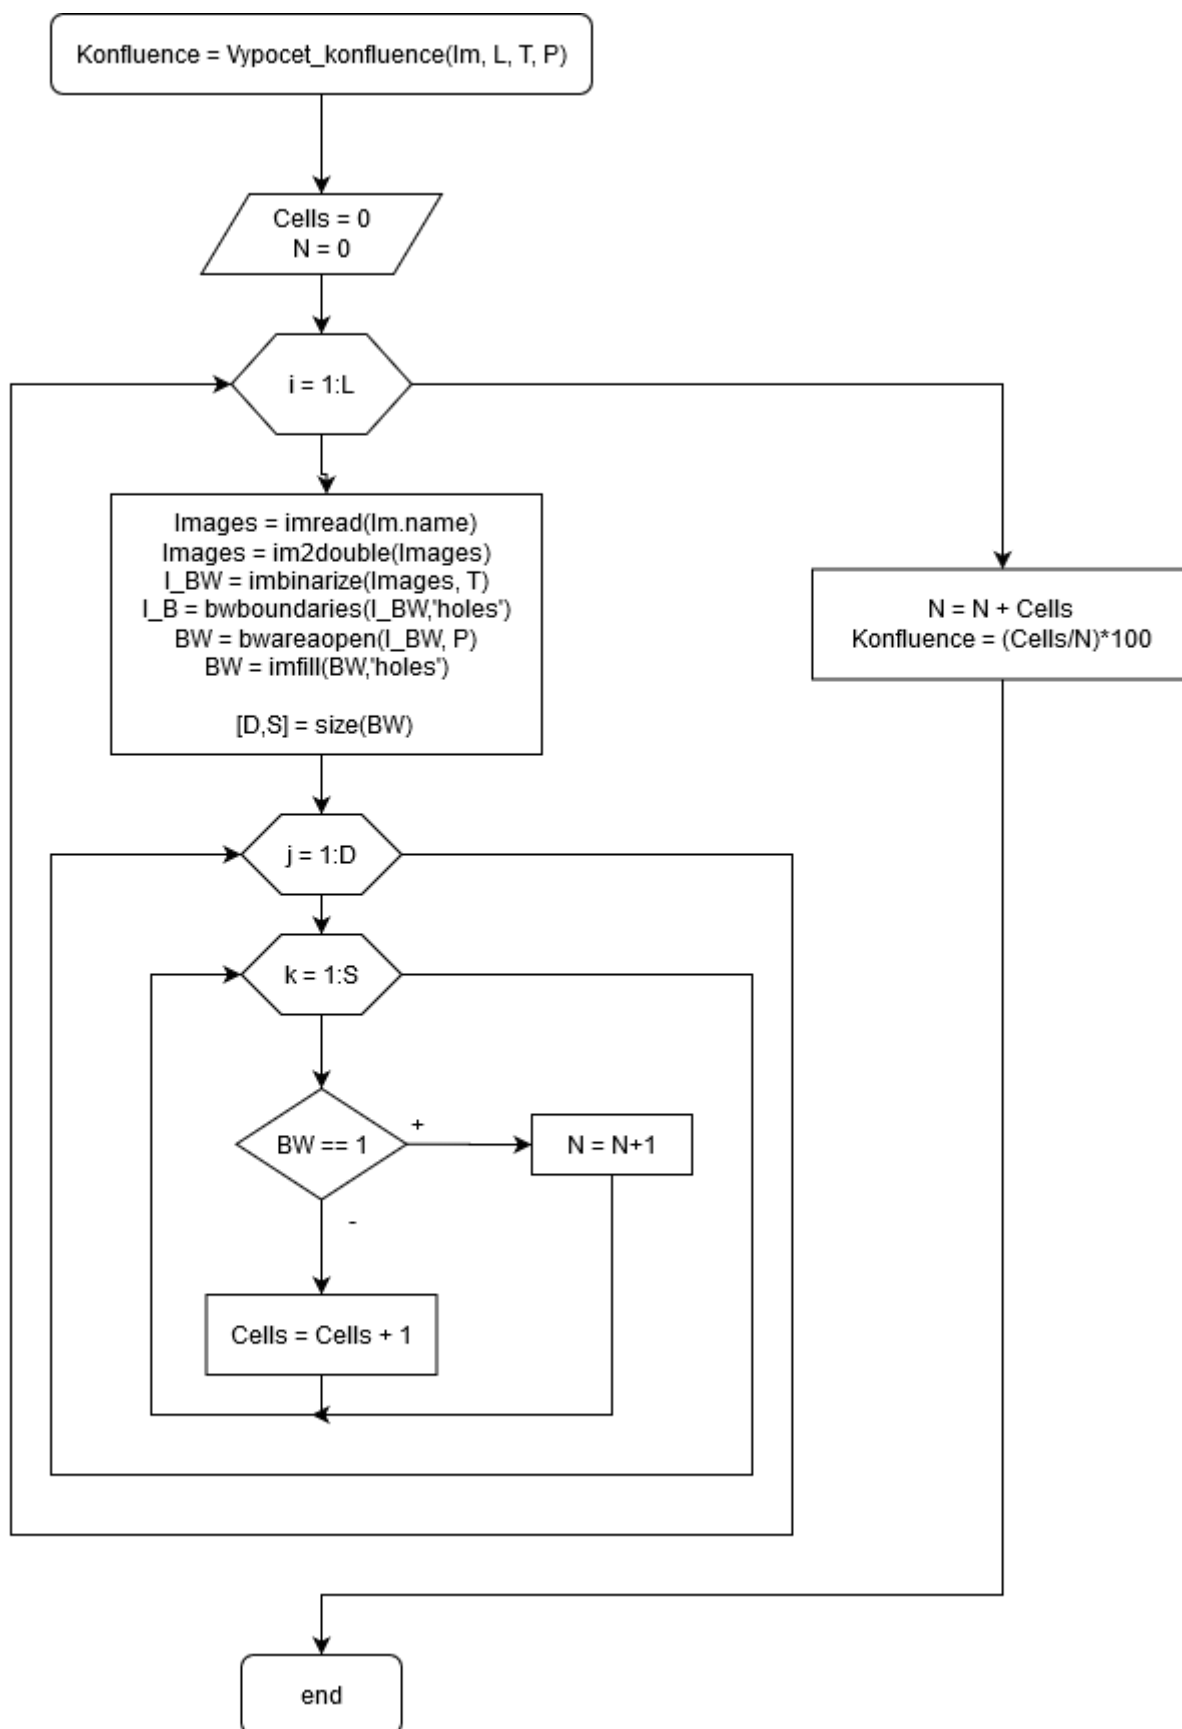 Konfluence = Vypocet_konfluence(Im, L, T, P)
Cells = 0
N = 0
i = 1:L
Images = imread(Im.name)
Images = im2double(Images)
I_BW = imbinarize(Images, T)
I_B = bwboundaries(I_BW,'holes')
BW = bwareaopen(I_BW, P)
BW = imfill(BW,'holes')
[D,S] = size(BW)
N = N + Cells
Konfluence = (Cells/N)*100
j = 1:D
k = 1:S
BW == 1
+
N = N+1
-
Cells = Cells + 1
end